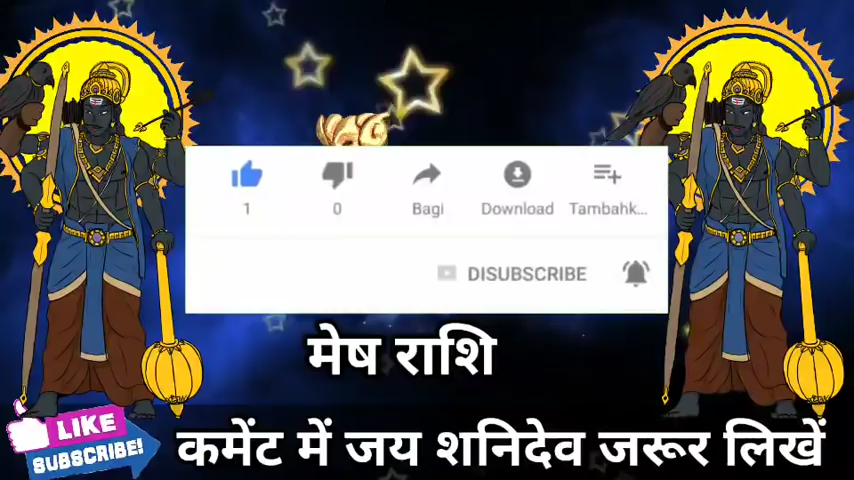 1 0 Bagi Download Tambahk...
DISUBSCRIBE
मेष राशि
LIKE
SUBSCRIBE!
कमेंट में जय शनिदेव जरूर लिखें